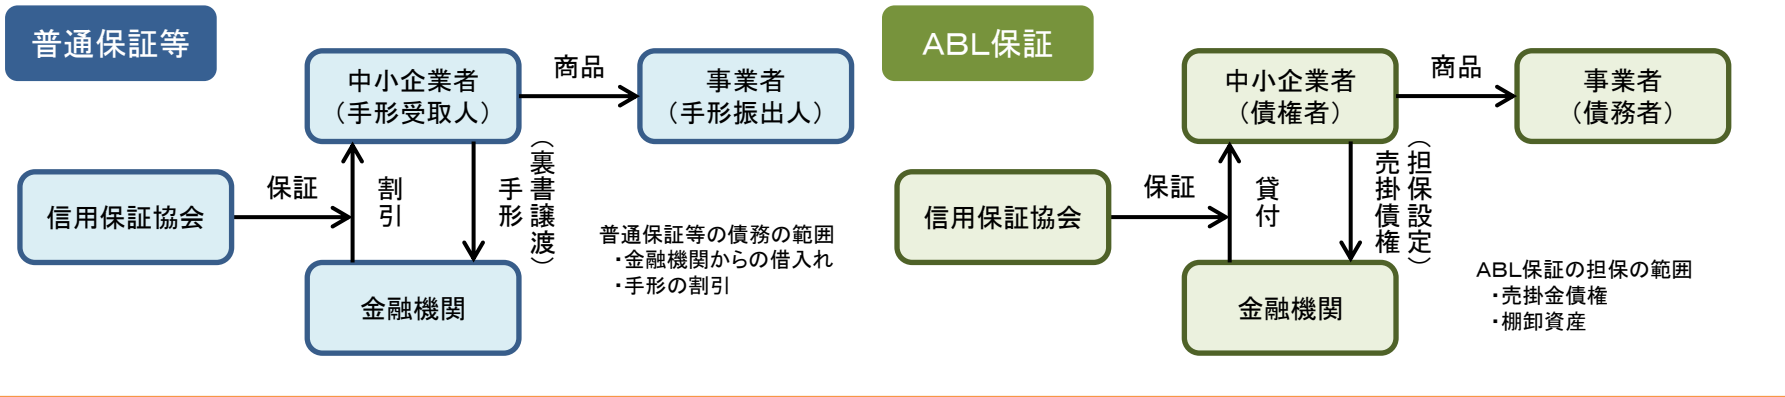 普通保証等
中小企業者
（手形受取人）
商品
事業者
（手形振出人）
信用保証協会
保証
割引
手形
（裏書譲渡）
金融機関
普通保証等の債務の範囲
・金融機関からの借入れ
・手形の割引
ＡＢＬ保証
中小企業者
（債権者）
商品
事業者
（債務者）
信用保証協会
保証
貸付
売掛債権
（担保設定）
金融機関
ＡＢＬ保証の担保の範囲
・売掛金債権
・棚卸資産